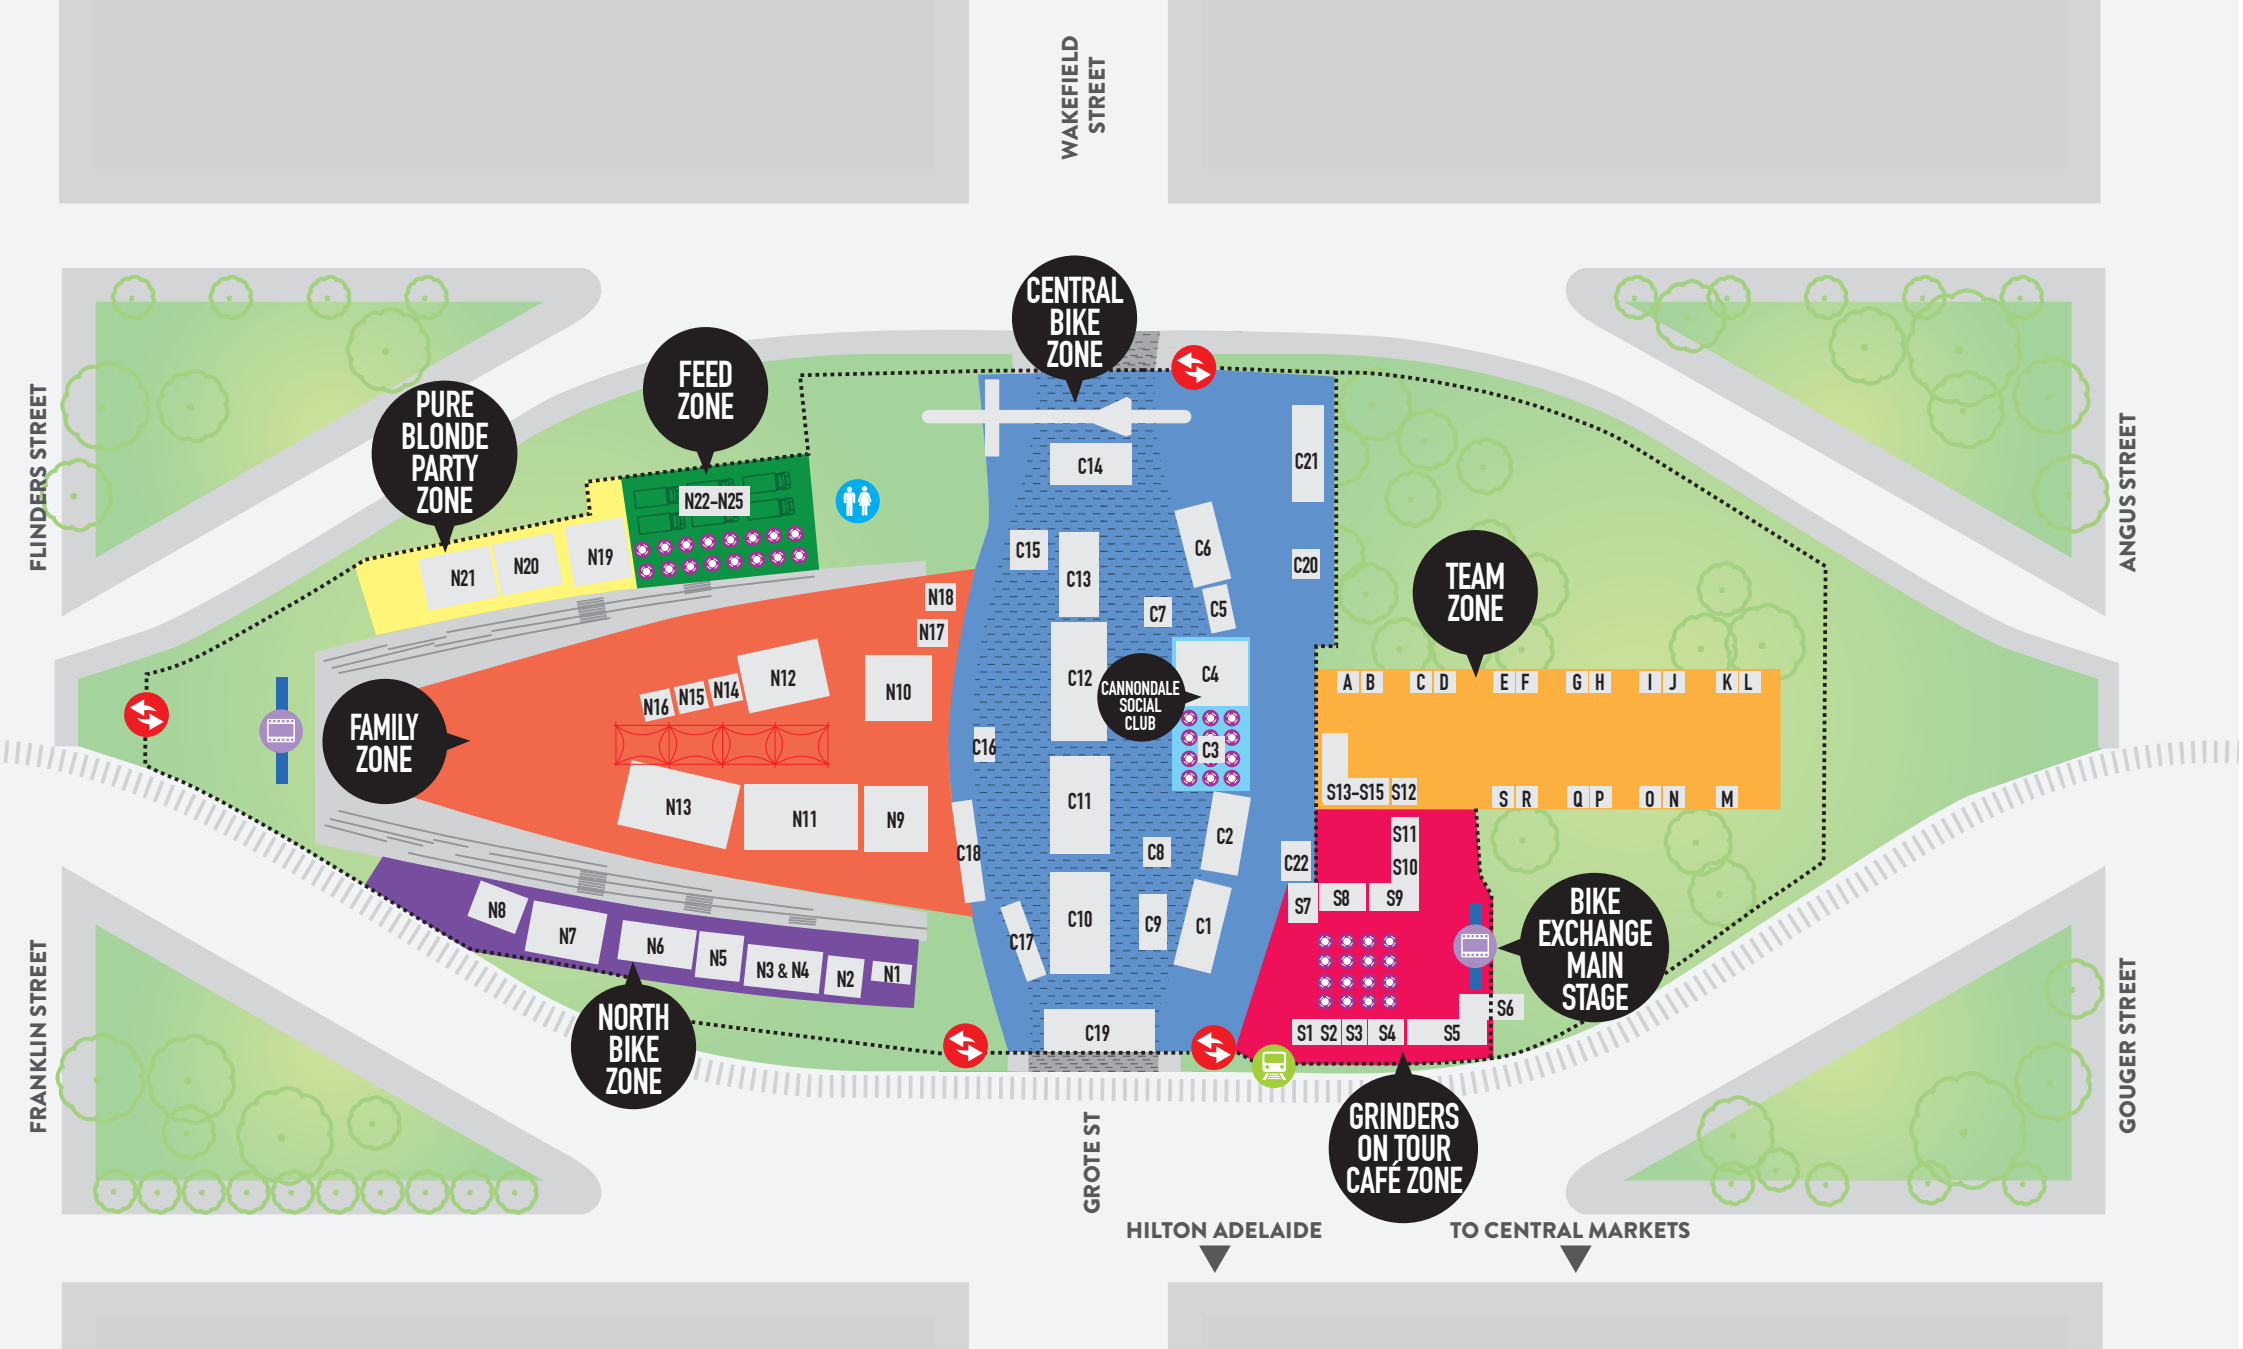 WAKEFIELD
STREET
FLINDERS STREET
FRANKLIN STREET
ANGUS STREET
GOUGER STREET
GROTE ST
HILTON ADELAIDE
TO CENTRAL MARKETS
CENTRAL
BIKE
ZONE
FEED
ZONE
PURE
BLONDE
PARTY
ZONE
FAMILY
ZONE
NORTH
BIKE
ZONE
CANNONDALE
SOCIAL
CLUB
TEAM
ZONE
BIKE
EXCHANGE
MAIN
STAGE
GRINDERS
ON TOUR
CAFÉ ZONE
N22-N25
N21
N20
N19
N18
N17
N16
N15
N14
N12
N10
N13
N11
N9
N8
N7
N6
N5
N3 & N4
N2
N1
C14
C15
C13
C12
C11
C10
C19
C16
C18
C17
C6
C5
C7
C4
C3
C2
C8
C9
C1
C21
C20
C22
A B
C D
E F
G H
I J
K L
S13-S15
S12
S R
Q P
O N
M
S11
S10
S9
S8
S7
S6
S1 S2 S3 S4 S5